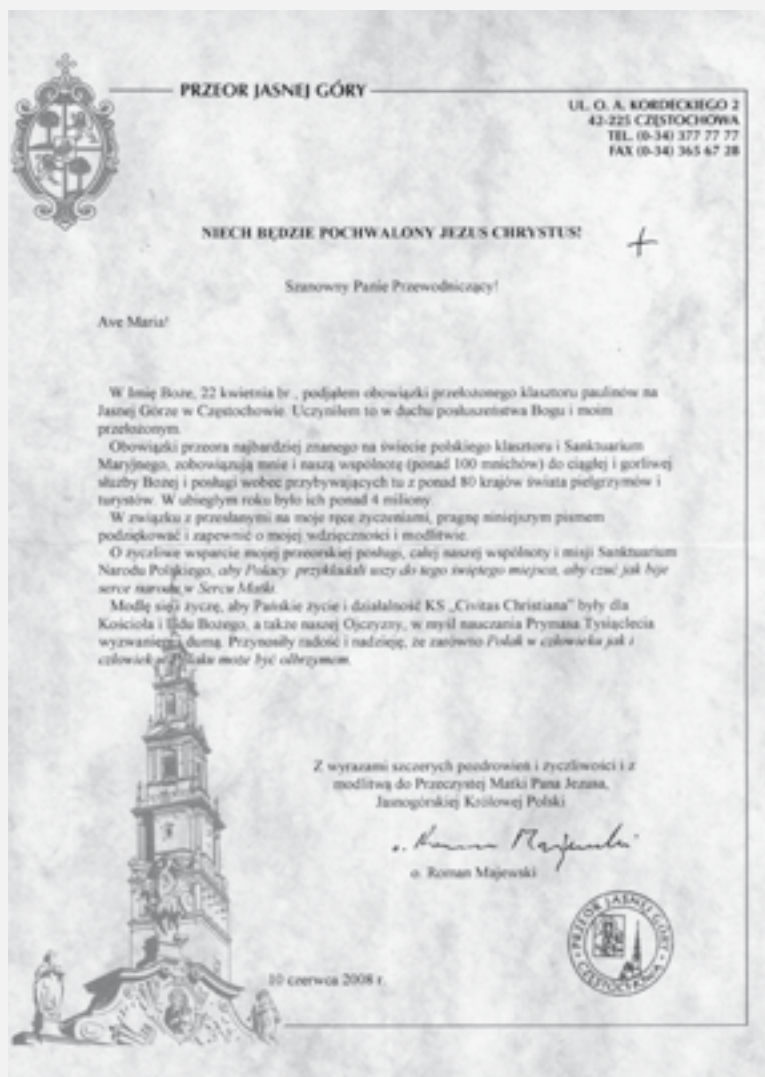 PRZEOR JASNEJ GÓRY
UL. O. A. KORDECKIEGO 2
42-225 CZĘSTOCHOWA
TEL. (0-34) 377 77 77
FAX (0-34) 365 67 28
NIECH BĘDZIE POCHWALONY JEZUS CHRYSTUS!
Szanowny Panie Przewodniczący!
Ave Maria!
W Imię Boże, 22 kwietnia br., podjąłem obowiązki przełożonego klasztoru paulinów na
Jasnej Górze w Częstochowie. Uczyniłem to w duchu posłuszeństwa Bogu i moim
przełożonym.
Obowiązki przeora najbardziej znanego na świecie polskiego klasztoru i Sanktuarium
Maryjnego, zobowiązują mnie i naszą wspólnotę (ponad 100 mnichów) do ciągłej i gorliwej
służby Bożej i posługi wobec przybywających tu z ponad 80 krajów świata pielgrzymów i
turystów. W ubiegłym roku było ich ponad 4 miliony.
W związku z przesłanymi na moje ręce życzeniami, pragnę niniejszym pismem
podziękować i zapewnić o mojej wdzięczności i modlitwie.
O życzliwe wsparcie mojej przeorskiej posługi, całej naszej wspólnoty i misji Sanktuarium
Narodu Polskiego, aby Polacy przykładali uszy do tego świętego miejsca, aby czuć jak bije
serce narodu w Sercu Matki.
Modlę się i życzę, aby Pańskie życie i działalność KS „Civitas Christiana" były dla
Kościoła i Ludu Bożego, a także naszej Ojczyzny, w myśl nauczania Prymasa Tysiąclecia
wyzwaniem i dumą. Przynosiły radość i nadzieję, że zarówno Polak w człowieku jak i
człowiek w Polaku może być olbrzymem.
Z wyrazami szczerych pozdrowień i życzliwości i z
modlitwą do Przeczystej Matki Pana Jezusa,
Jasnogórskiej Królowej Polski
o. Roman Majewski
o. Roman Majewski
PRZEOR JASNEJ GÓRY
CZĘSTOCHOWA
10 czerwca 2008 r.